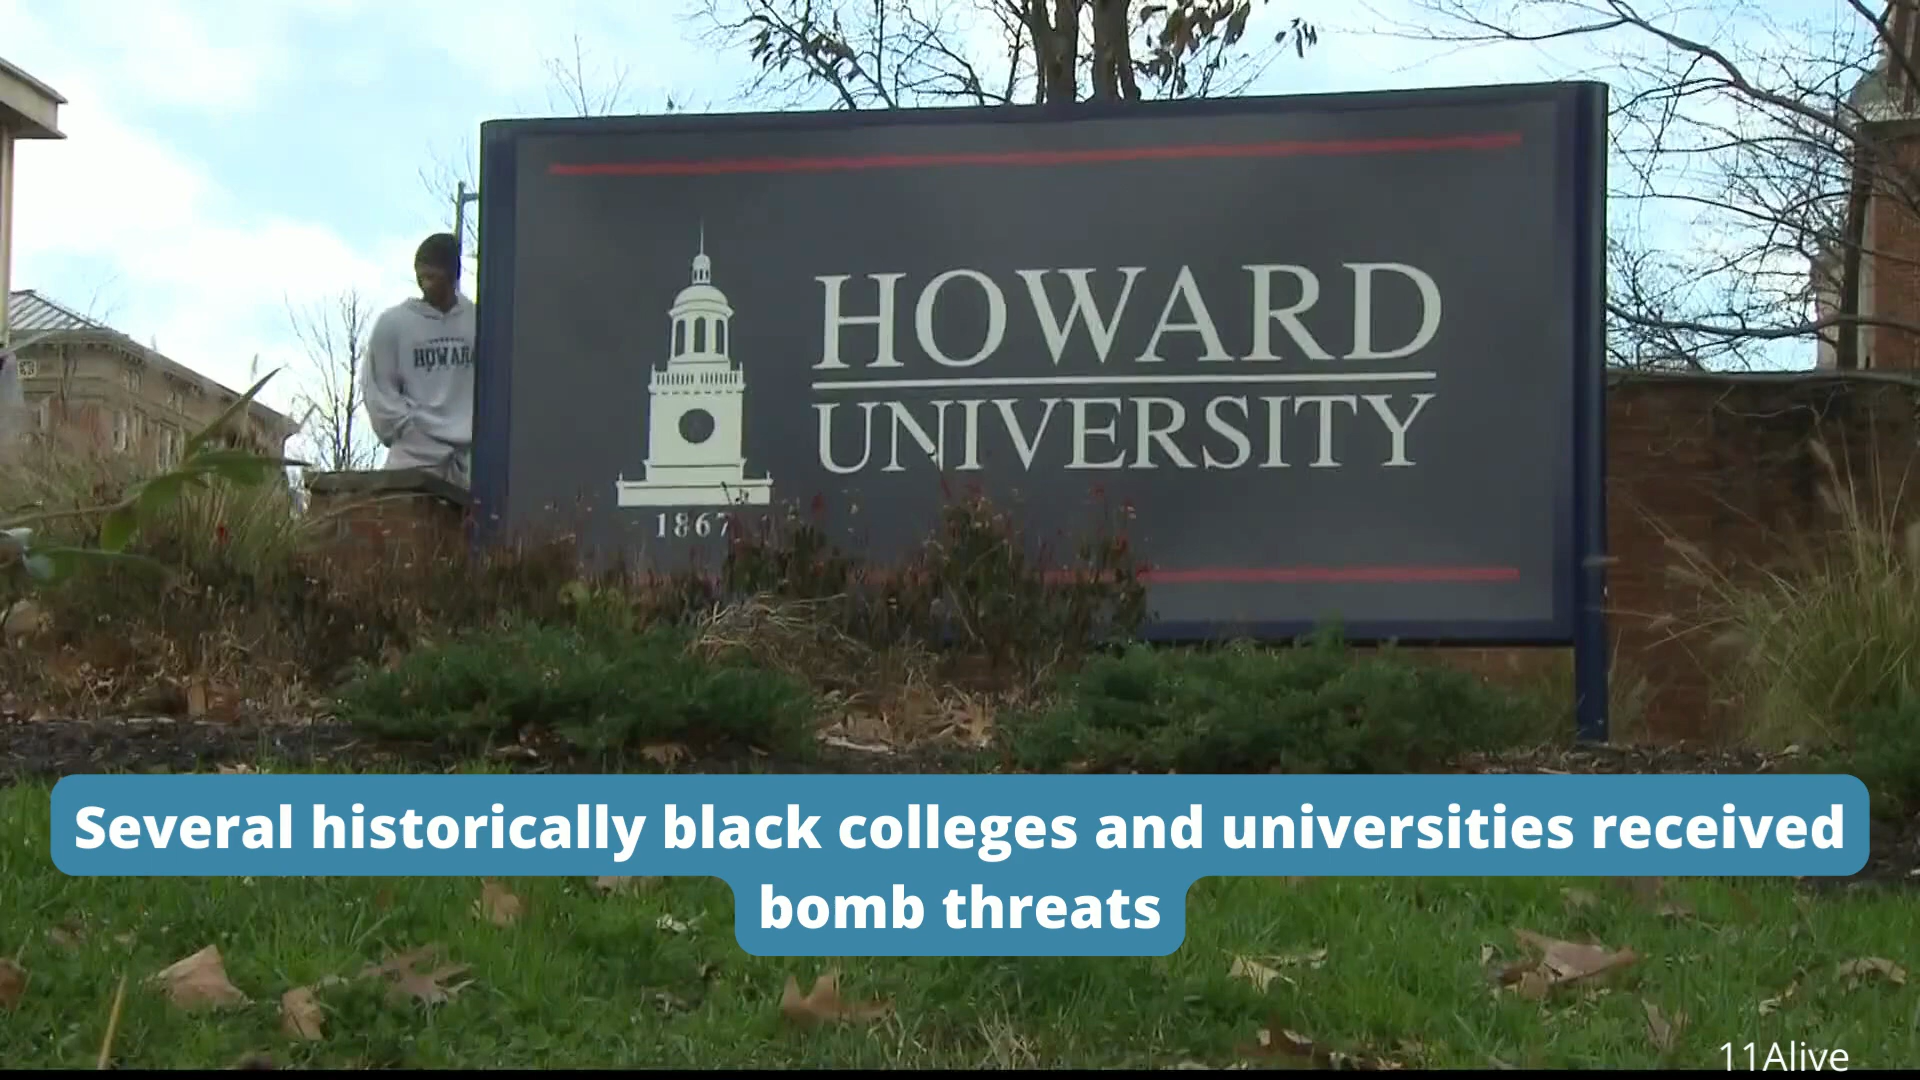 HOWARD
HOWARD
UNIVERSITY
1867
Several historically black colleges and universities received
bomb threats
11Alive